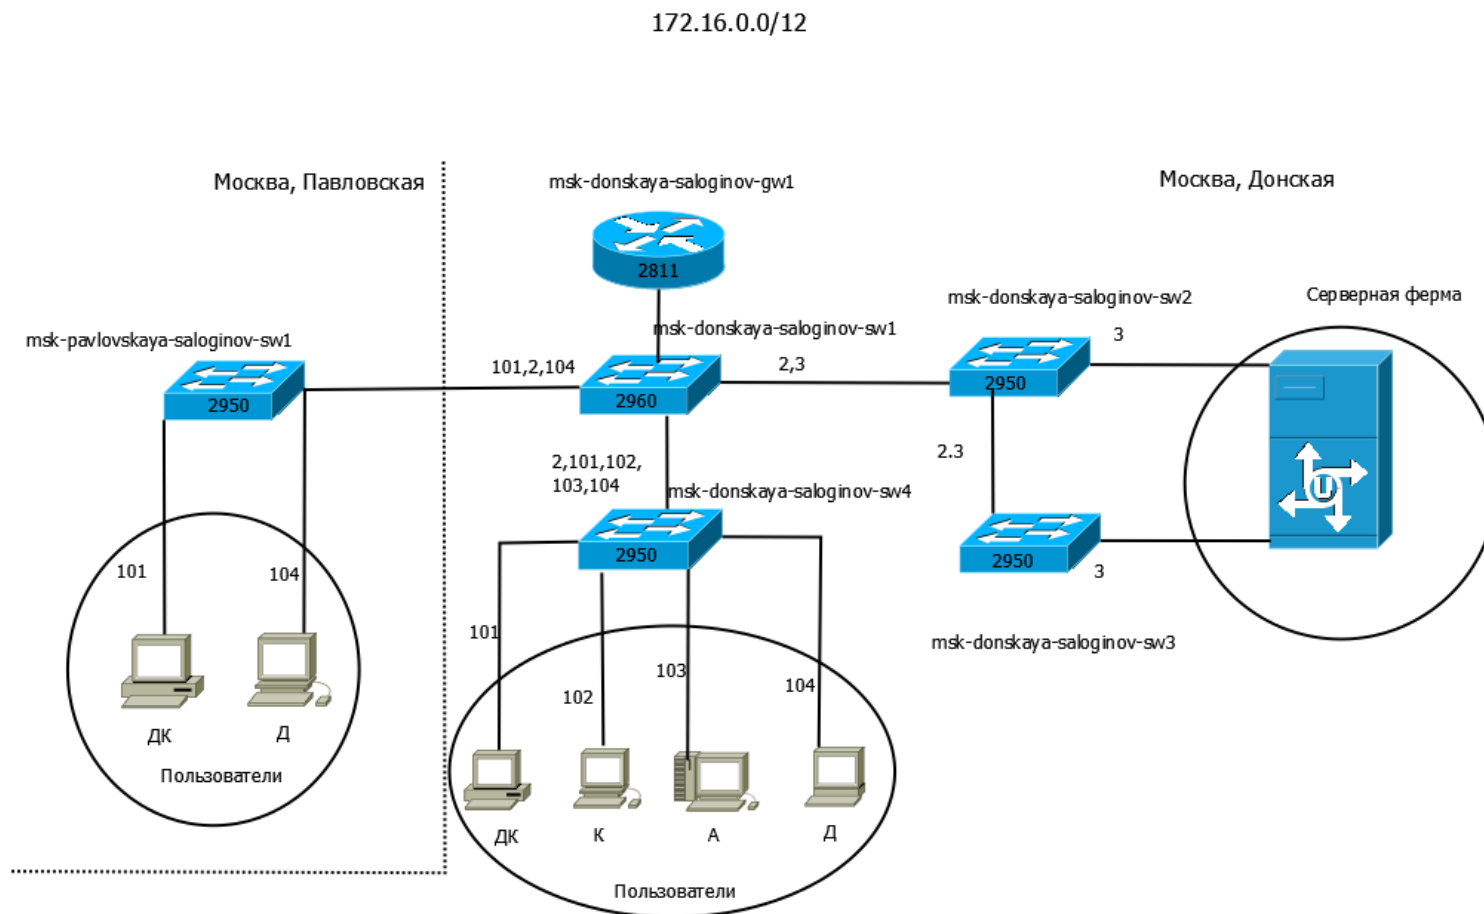 172.16.0.0/12
Москва, Павловская
msk-donskaya-saloginov-gw1
Москва, Донская
2811
msk-donskaya-saloginov-sw2
Серверная ферма
msk-pavlovskaya-saloginov-sw1
msk-donskaya-saloginov-sw1
3
101,2,104
2,3
2950
2960
2950
2,101,102,
103,104
2.3
msk-donskaya-saloginov-sw4
U
2950
2950
101
104
3
101
msk-donskaya-saloginov-sw3
103
104
102
ДК
Д
Пользователи
ДК
К
А
Д
Пользователи